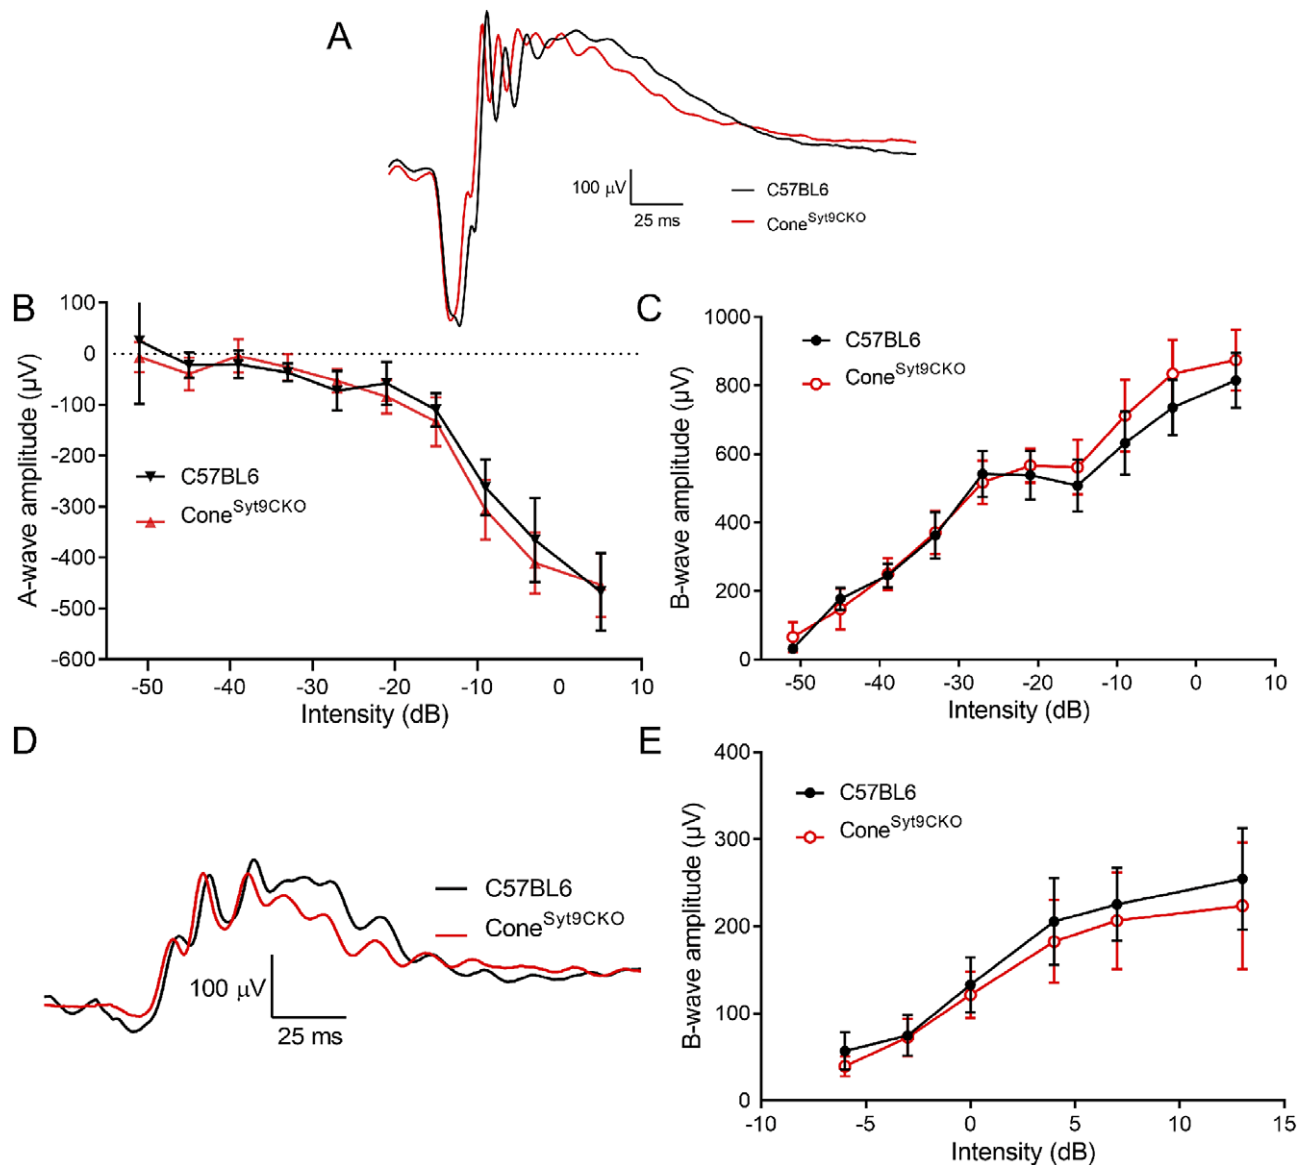 A
100 μV
25 ms
C57BL6
Cone^Syt9CKO
B
100
0
-100
-200
-300
-400
-500
-600
A-wave amplitude (μV)
C57BL6
Cone^Syt9CKO
-50
-40
-30
-20
-10
0
10
Intensity (dB)
C
1000
800
600
400
200
0
B-wave amplitude (μV)
C57BL6
Cone^Syt9CKO
-50
-40
-30
-20
-10
0
10
Intensity (dB)
D
C57BL6
Cone^Syt9CKO
100 μV
25 ms
E
400
300
200
100
0
B-wave amplitude (μV)
C57BL6
Cone^Syt9CKO
-10
-5
0
5
10
15
Intensity (dB)